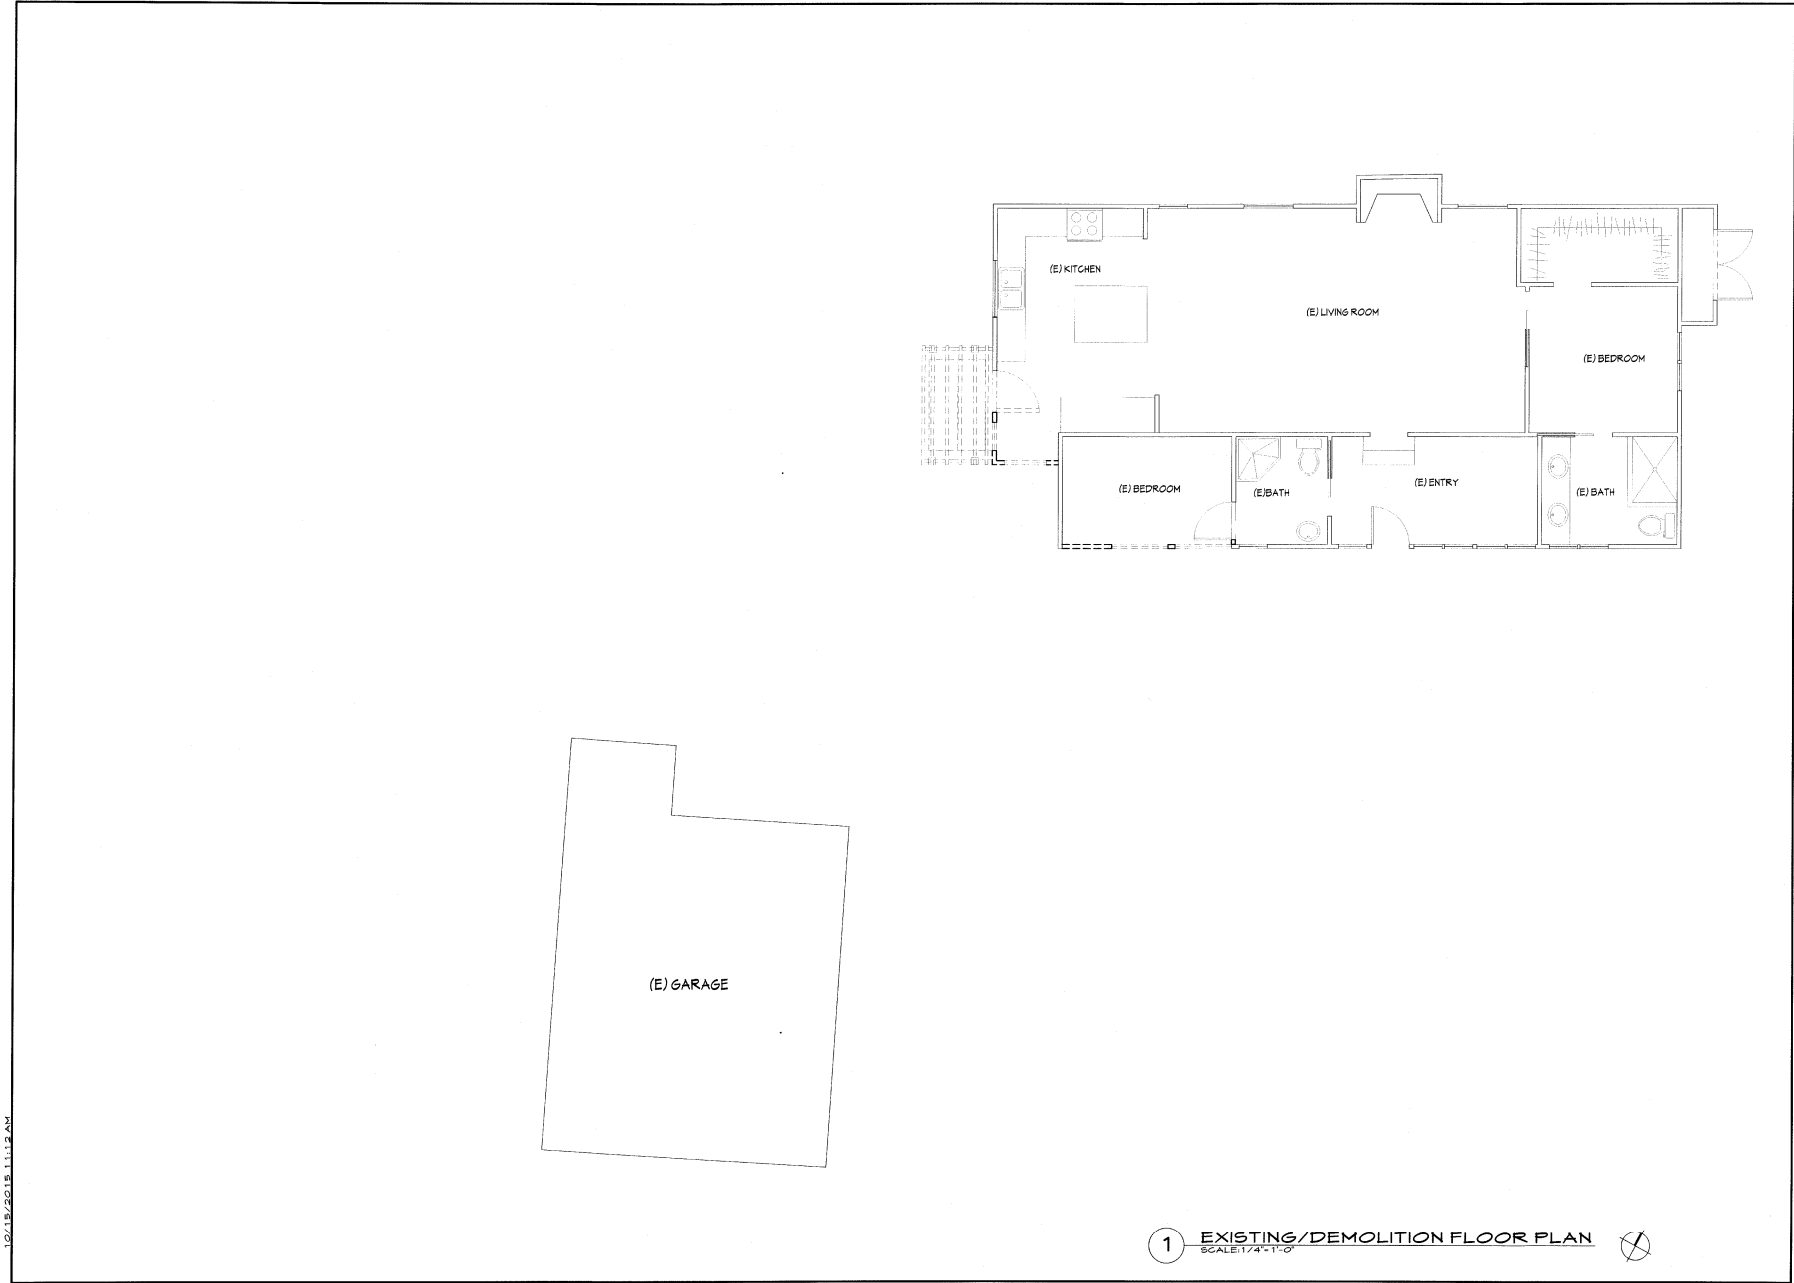 (E) KITCHEN
(E) LIVING ROOM
(E) BEDROOM
(E) BEDROOM
(E) BATH
(E) ENTRY
(E) BATH
(E) GARAGE
1
EXISTING/DEMOLITION FLOOR PLAN
SCALE: 1/4"=1'-0"
10/15/2015 11:12 AM